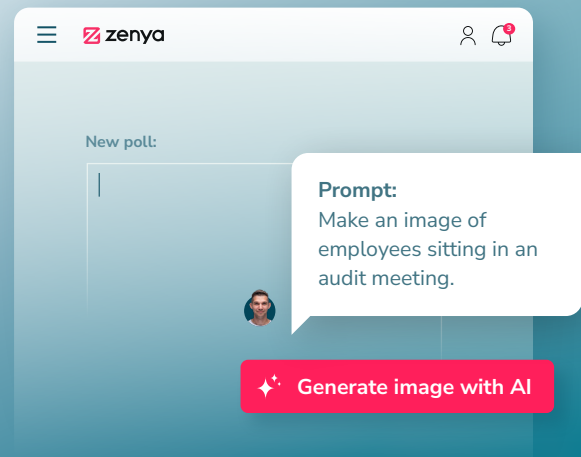 zenya
3
New poll:
Prompt:
Make an image of
employees sitting in an
audit meeting.
Generate image with AI